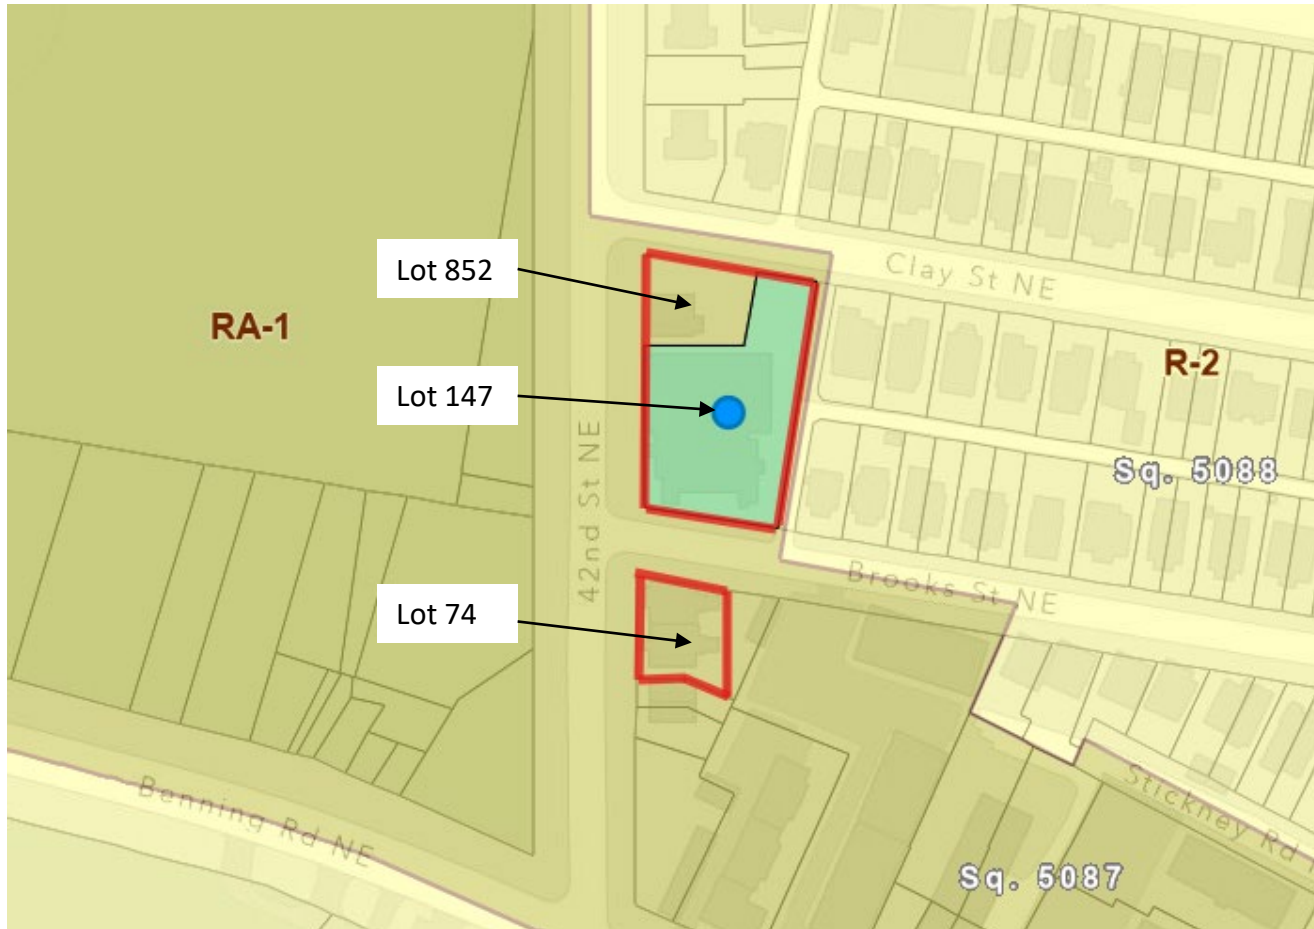 Clay St NE
Lot 852
RA-1
R-2
Lot 147
42nd St NE
Sq. 5088
Brooks St NE
Lot 74
Benning Rd NE
Stickney Rd
Sq. 5087